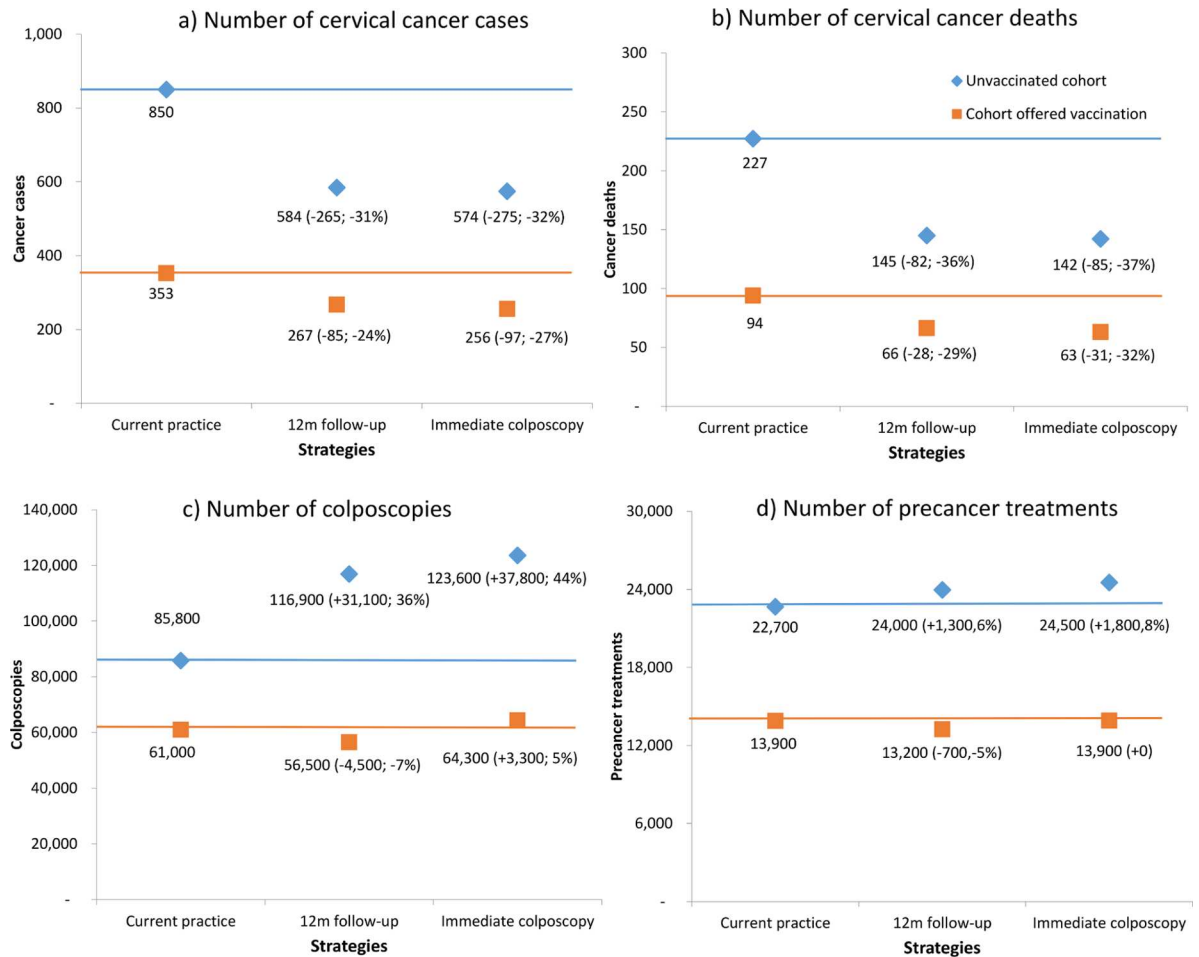 a) Number of cervical cancer cases
1,000
800
600
400
200
-
Cancer cases
850
584 (-265; -31%)
574 (-275; -32%)
353
267 (-85; -24%)
256 (-97; -27%)
Current practice
12m follow-up
Immediate colposcopy
Strategies
b) Number of cervical cancer deaths
300
250
200
150
100
50
-
Cancer deaths
Unvaccinated cohort
Cohort offered vaccination
227
145 (-82; -36%)
142 (-85; -37%)
94
66 (-28; -29%)
63 (-31; -32%)
Current practice
12m follow-up
Immediate colposcopy
Strategies
c) Number of colposcopies
140,000
120,000
100,000
80,000
60,000
40,000
20,000
-
Colposcopies
85,800
116,900 (+31,100; 36%)
123,600 (+37,800; 44%)
61,000
56,500 (-4,500; -7%)
64,300 (+3,300; 5%)
Current practice
12m follow-up
Immediate colposcopy
Strategies
d) Number of precancer treatments
30,000
24,000
18,000
12,000
6,000
-
Precancer treatments
22,700
24,000 (+1,300,6%)
24,500 (+1,800,8%)
13,900
13,200 (-700,-5%)
13,900 (+0)
Current practice
12m follow-up
Immediate colposcopy
Strategies